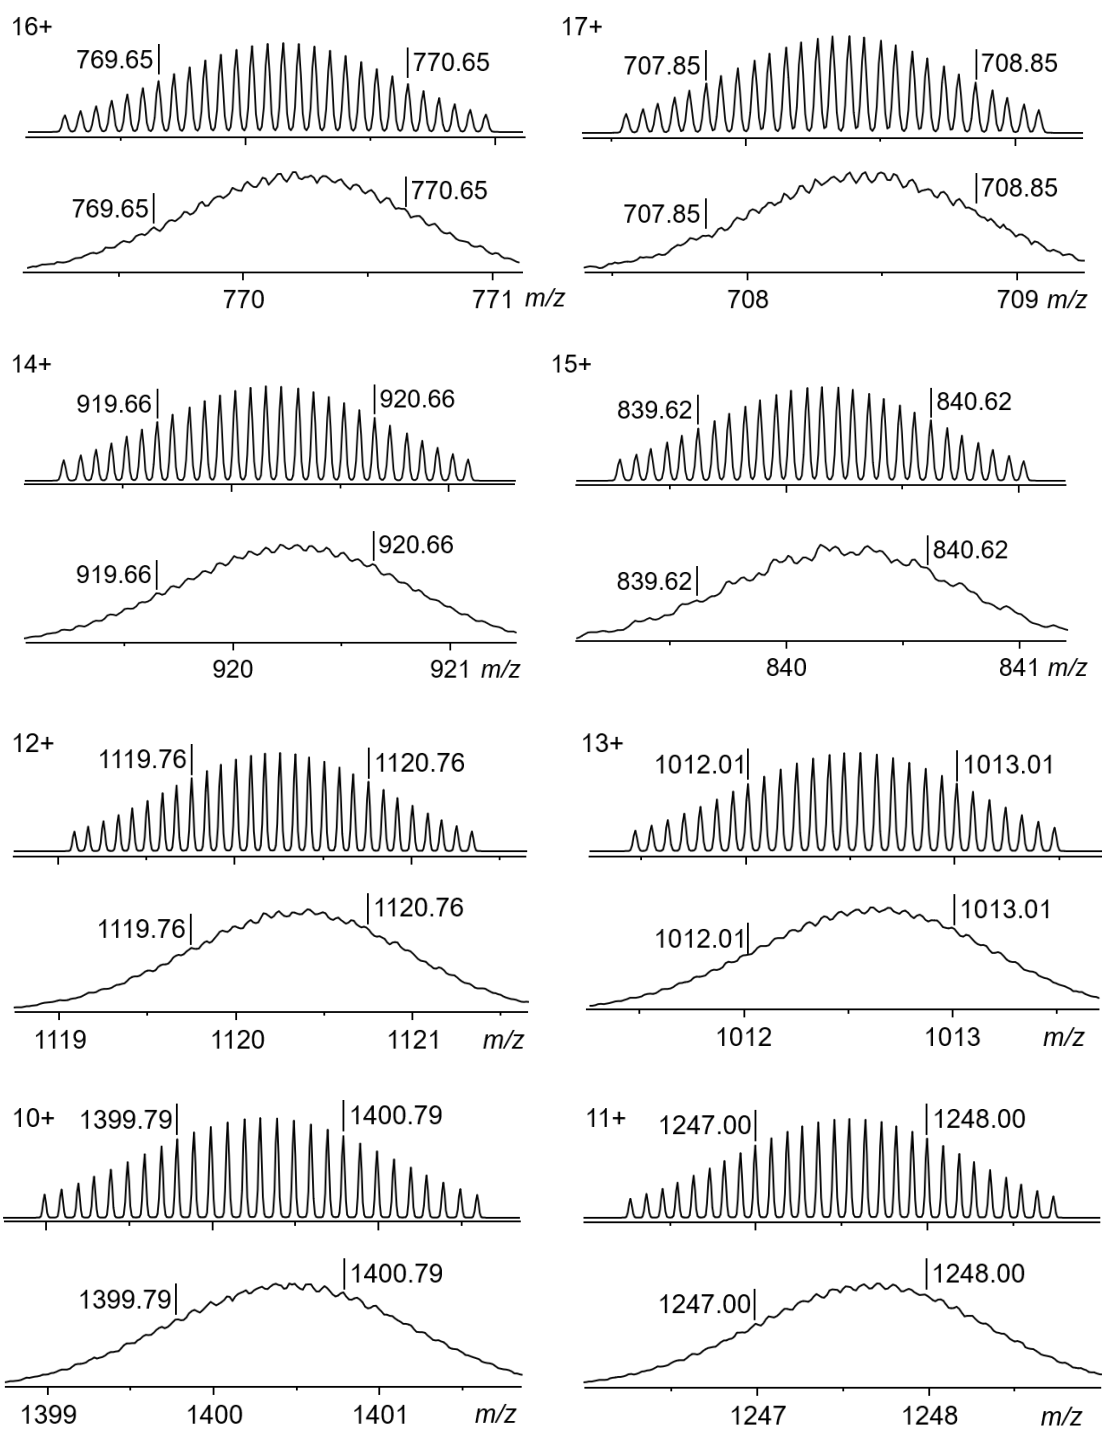 16+ 17+
769.65 770.65 707.85 708.85
769.65 770.65 707.85 708.85
770 771 m/z 708 709 m/z
14+ 15+
919.66 920.66 839.62 840.62
919.66 920.66 839.62 840.62
920 921 m/z 840 841 m/z
12+ 13+
1119.76 1120.76 1012.01 1013.01
1119.76 1120.76 1012.01 1013.01
1119 1120 1121 m/z 1012 1013 m/z
10+ 11+
1399.79 1400.79 1247.00 1248.00
1399.79 1400.79 1247.00 1248.00
1399 1400 1401 m/z 1247 1248 m/z